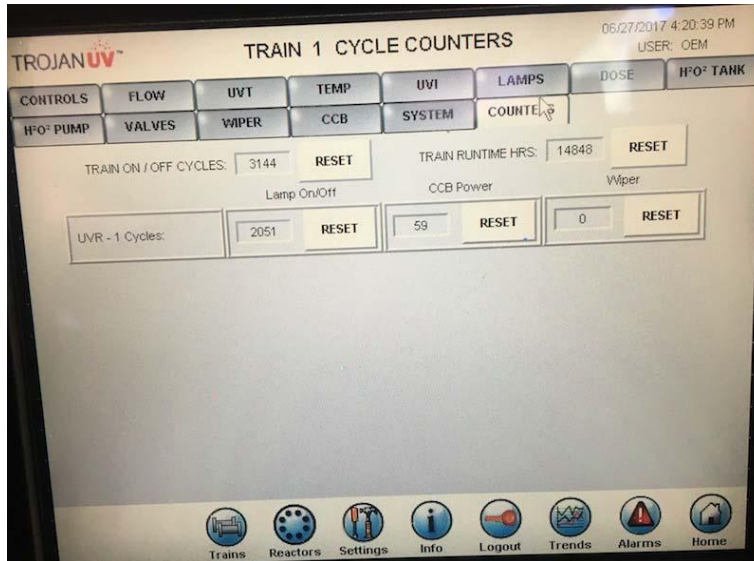 TROJANUV™
TRAIN 1 CYCLE COUNTERS
06/27/2017 4:20:39 PM
USER: OEM
CONTROLS FLOW UVT TEMP UVI LAMPS DOSE H²O² TANK
H²O² PUMP VALVES WIPER CCB SYSTEM
TRAIN ON / OFF CYCLES: 3144 RESET TRAIN RUNTIME HRS: 14848 RESET
Lamp On/Off CCB Power Wiper
UVR - 1 Cycles: 2051 RESET 59 RESET 0 RESET
Trains Reactors Settings Info Logout Trends Alarms Home